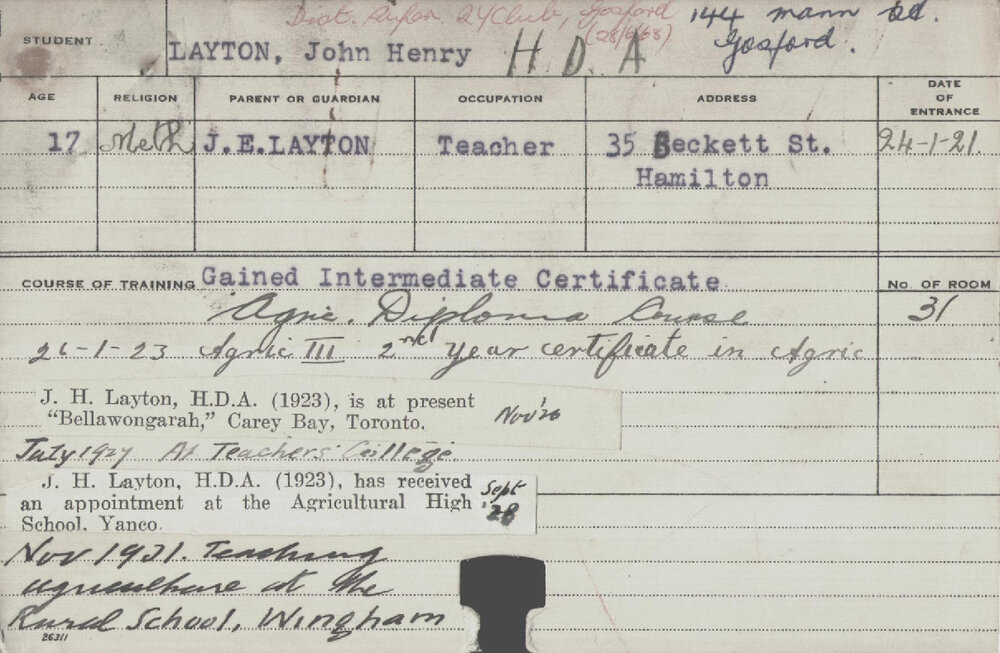 Dist. 24 Club, Gosford
(28/6/68)
144 Mann Rd.
Gosford.
STUDENT
LAYTON, John Henry H.D.A
AGE RELIGION PARENT OR GUARDIAN OCCUPATION ADDRESS DATE OF ENTRANCE
17 Meth J.E.LAYTON Teacher 35 Beckett St. 24-1-21
Hamilton
COURSE OF TRAINING Gained Intermediate Certificate No. OF ROOM
Agric. Diploma Course 31
26-1-23 Agric III 2nd Year certificate in Agric
J. H. Layton, H.D.A. (1923), is at present
"Bellawongarah," Carey Bay, Toronto. Nov '26
July 1927 At Teachers College.
J. H. Layton, H.D.A. (1923), has received
an appointment at the Agricultural High
School, Yanco.
Sept
'28
Nov 1931. Teaching
agriculture at the
Rural School, Wingham
26311